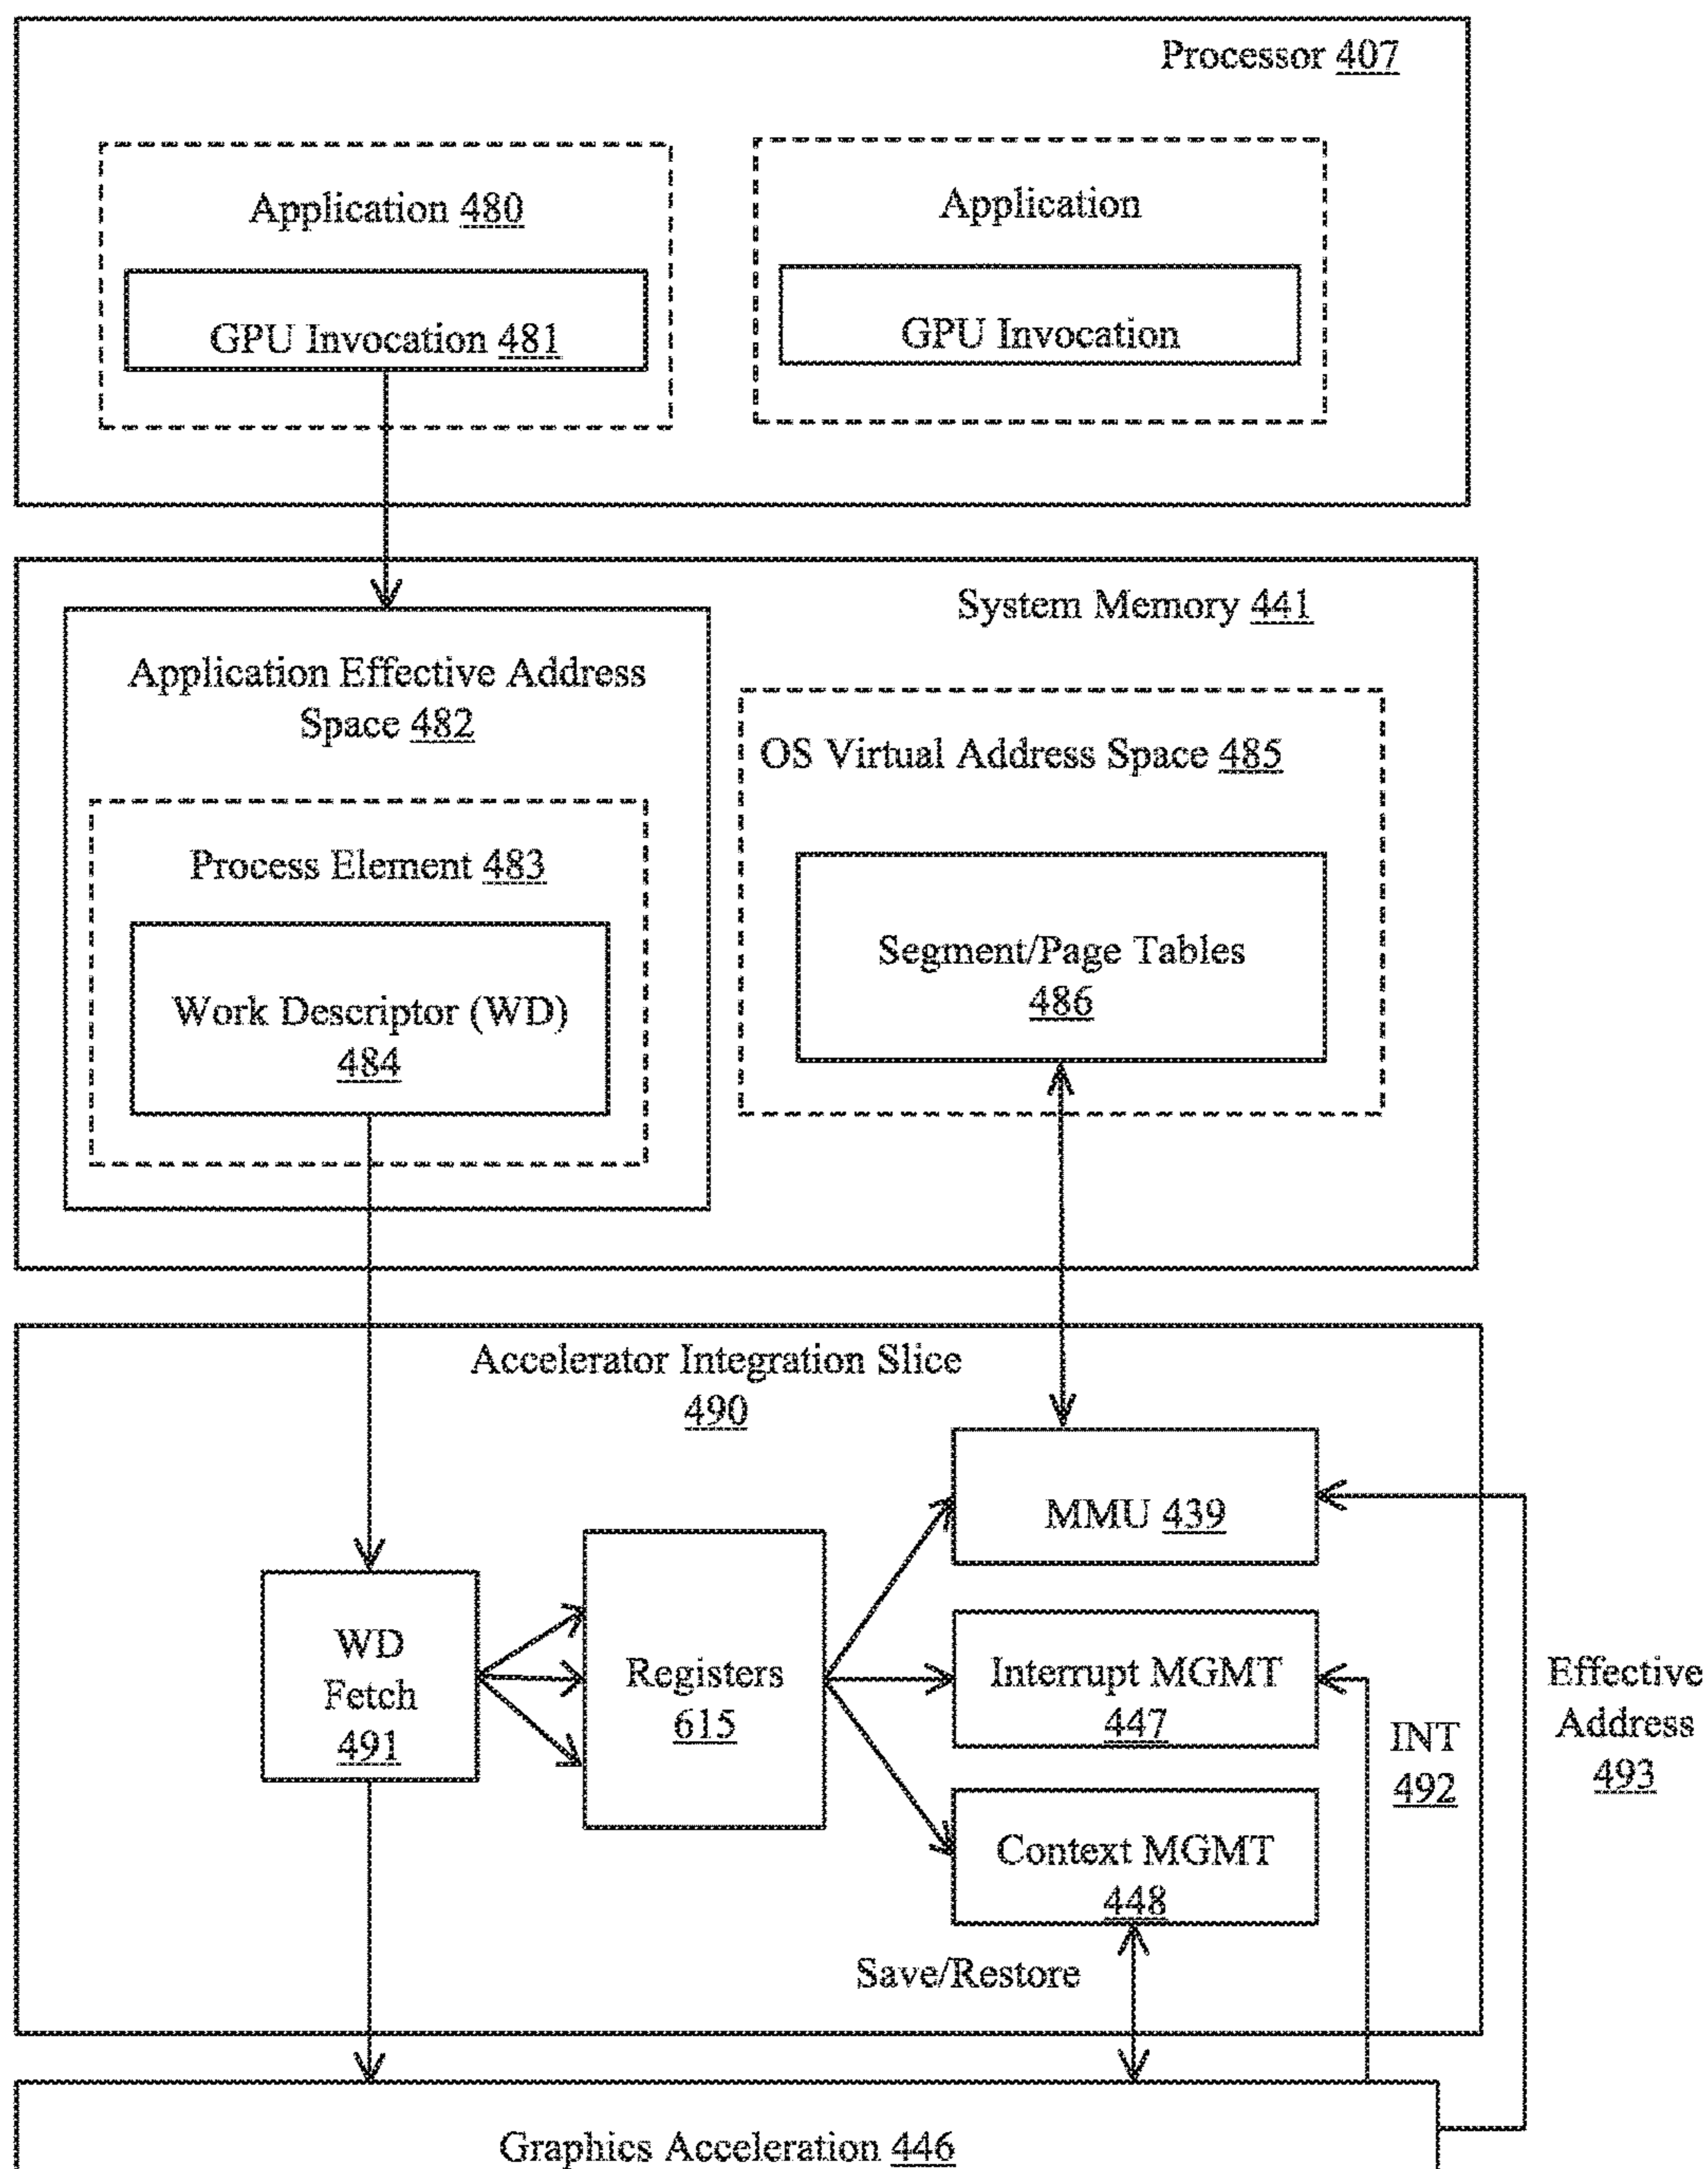 Processor 407
Application 480
GPU Invocation 481
Application
GPU Invocation
System Memory 441
Application Effective Address
Space 482
Process Element 483
Work Descriptor (WD)
484
OS Virtual Address Space 485
Segment/Page Tables
486
Accelerator Integration Slice
490
WD
Fetch
491
Registers
615
MMU 439
Interrupt MGMT
447
Context MGMT
448
Save/Restore
INT
492
Effective
Address
493
Graphics Acceleration 446